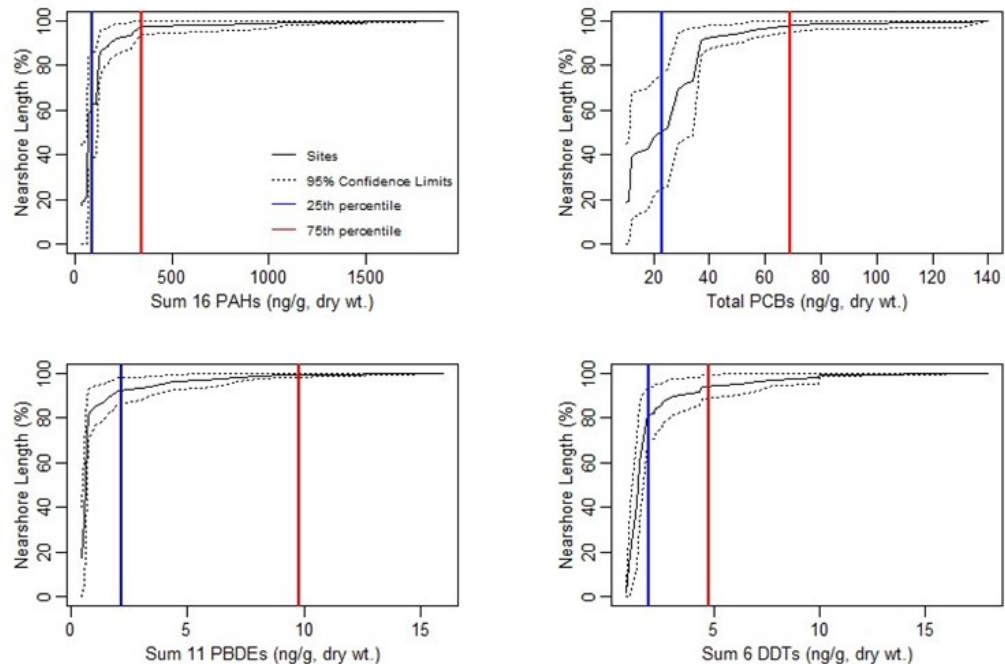 Nearshore Length (%)
0 20 40 60 80 100
Sites
95% Confidence Limits
25th percentile
75th percentile
0 500 1000 1500
Sum 16 PAHs (ng/g, dry wt.)
Nearshore Length (%)
0 20 40 60 80 100
20 40 60 80 100 120 140
Total PCBs (ng/g, dry wt.)
Nearshore Length (%)
0 20 40 60 80 100
0 5 10 15
Sum 11 PBDEs (ng/g, dry wt.)
Nearshore Length (%)
0 20 40 60 80 100
5 10 15
Sum 6 DDTs (ng/g, dry wt.)